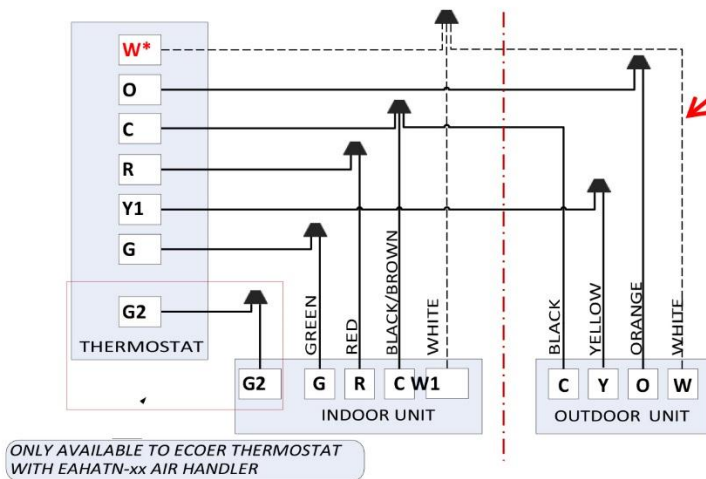 W*
O
C
R
Y1
G
G2
THERMOSTAT
GREEN
RED
BLACK/BROWN
WHITE
BLACK
YELLOW
ORANGE
WHITE
G2 G R C W1
INDOOR UNIT
C Y O W
OUTDOOR UNIT
ONLY AVAILABLE TO ECOER THERMOSTAT
WITH EAHATN-xx AIR HANDLER